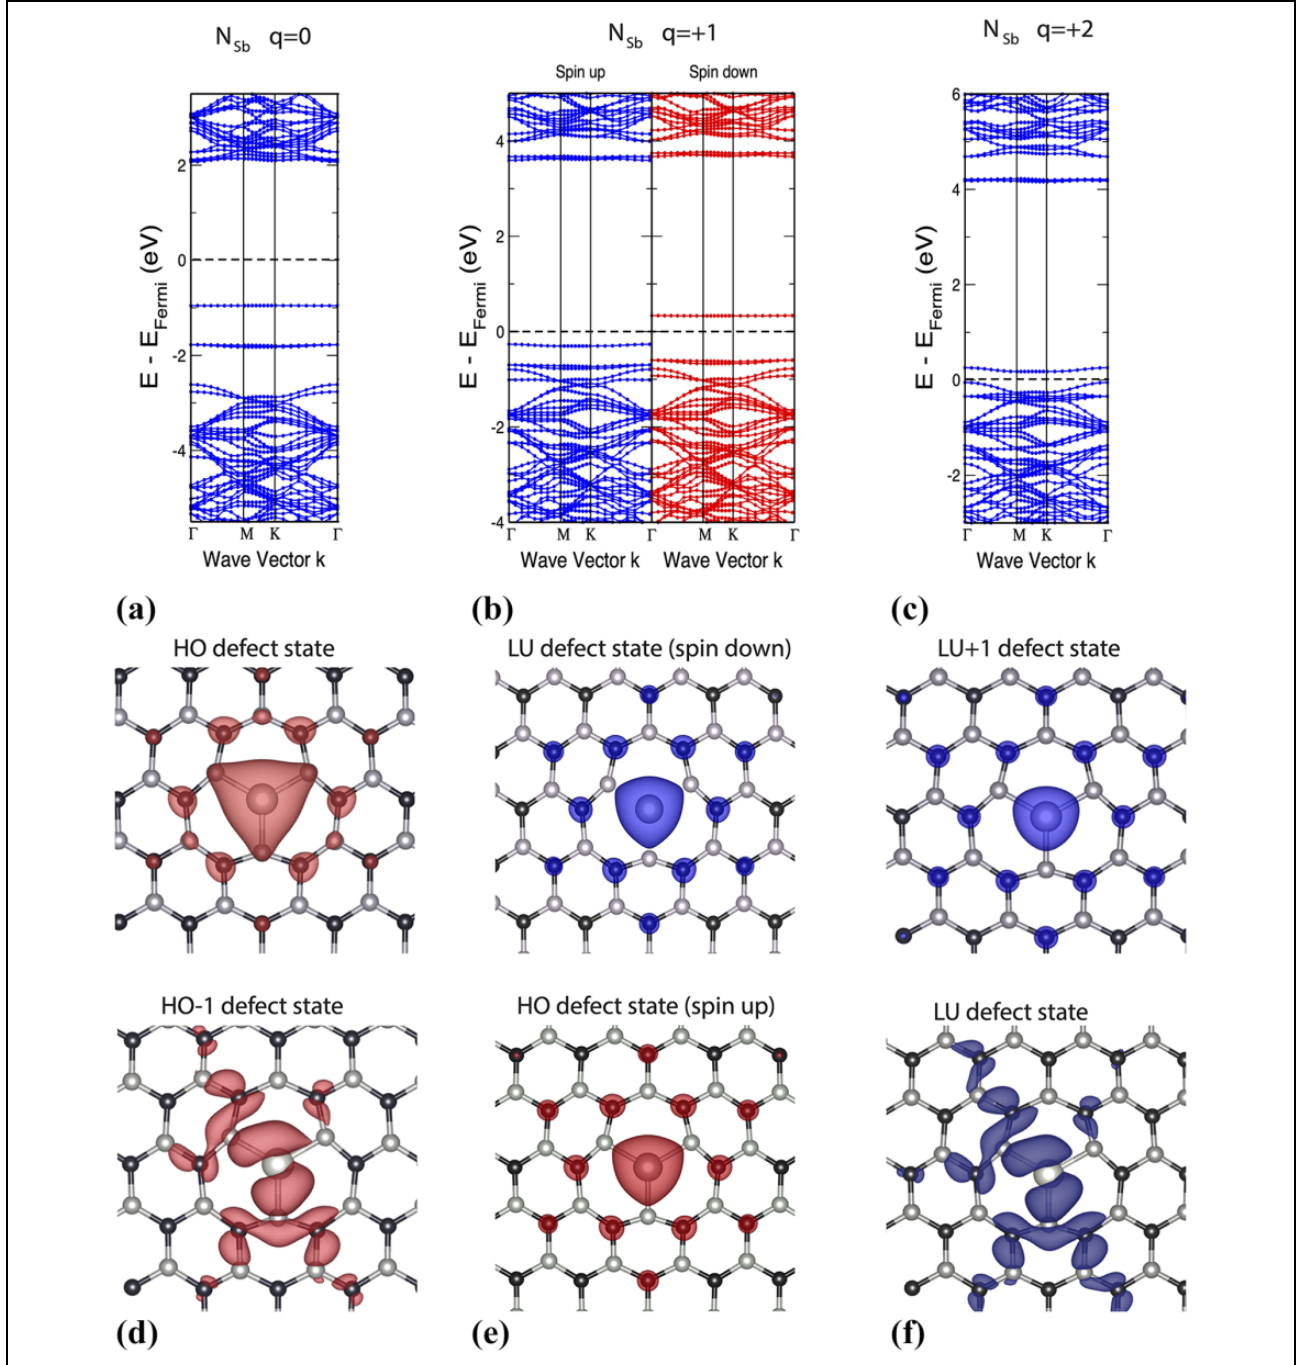 N_Sb q=0
N_Sb q=+1
N_Sb q=+2
Spin up Spin down
E - E_Fermi (eV)
2
0
-2
-4
Γ M K Γ
Wave Vector k
E - E_Fermi (eV)
4
2
0
-2
-4
Γ M K Γ M K Γ
Wave Vector k Wave Vector k
E - E_Fermi (eV)
6
4
2
0
-2
Γ M K Γ
Wave Vector k
(a) (b) (c)
HO defect state
LU defect state (spin down)
LU+1 defect state
HO-1 defect state
HO defect state (spin up)
LU defect state
(d) (e) (f)